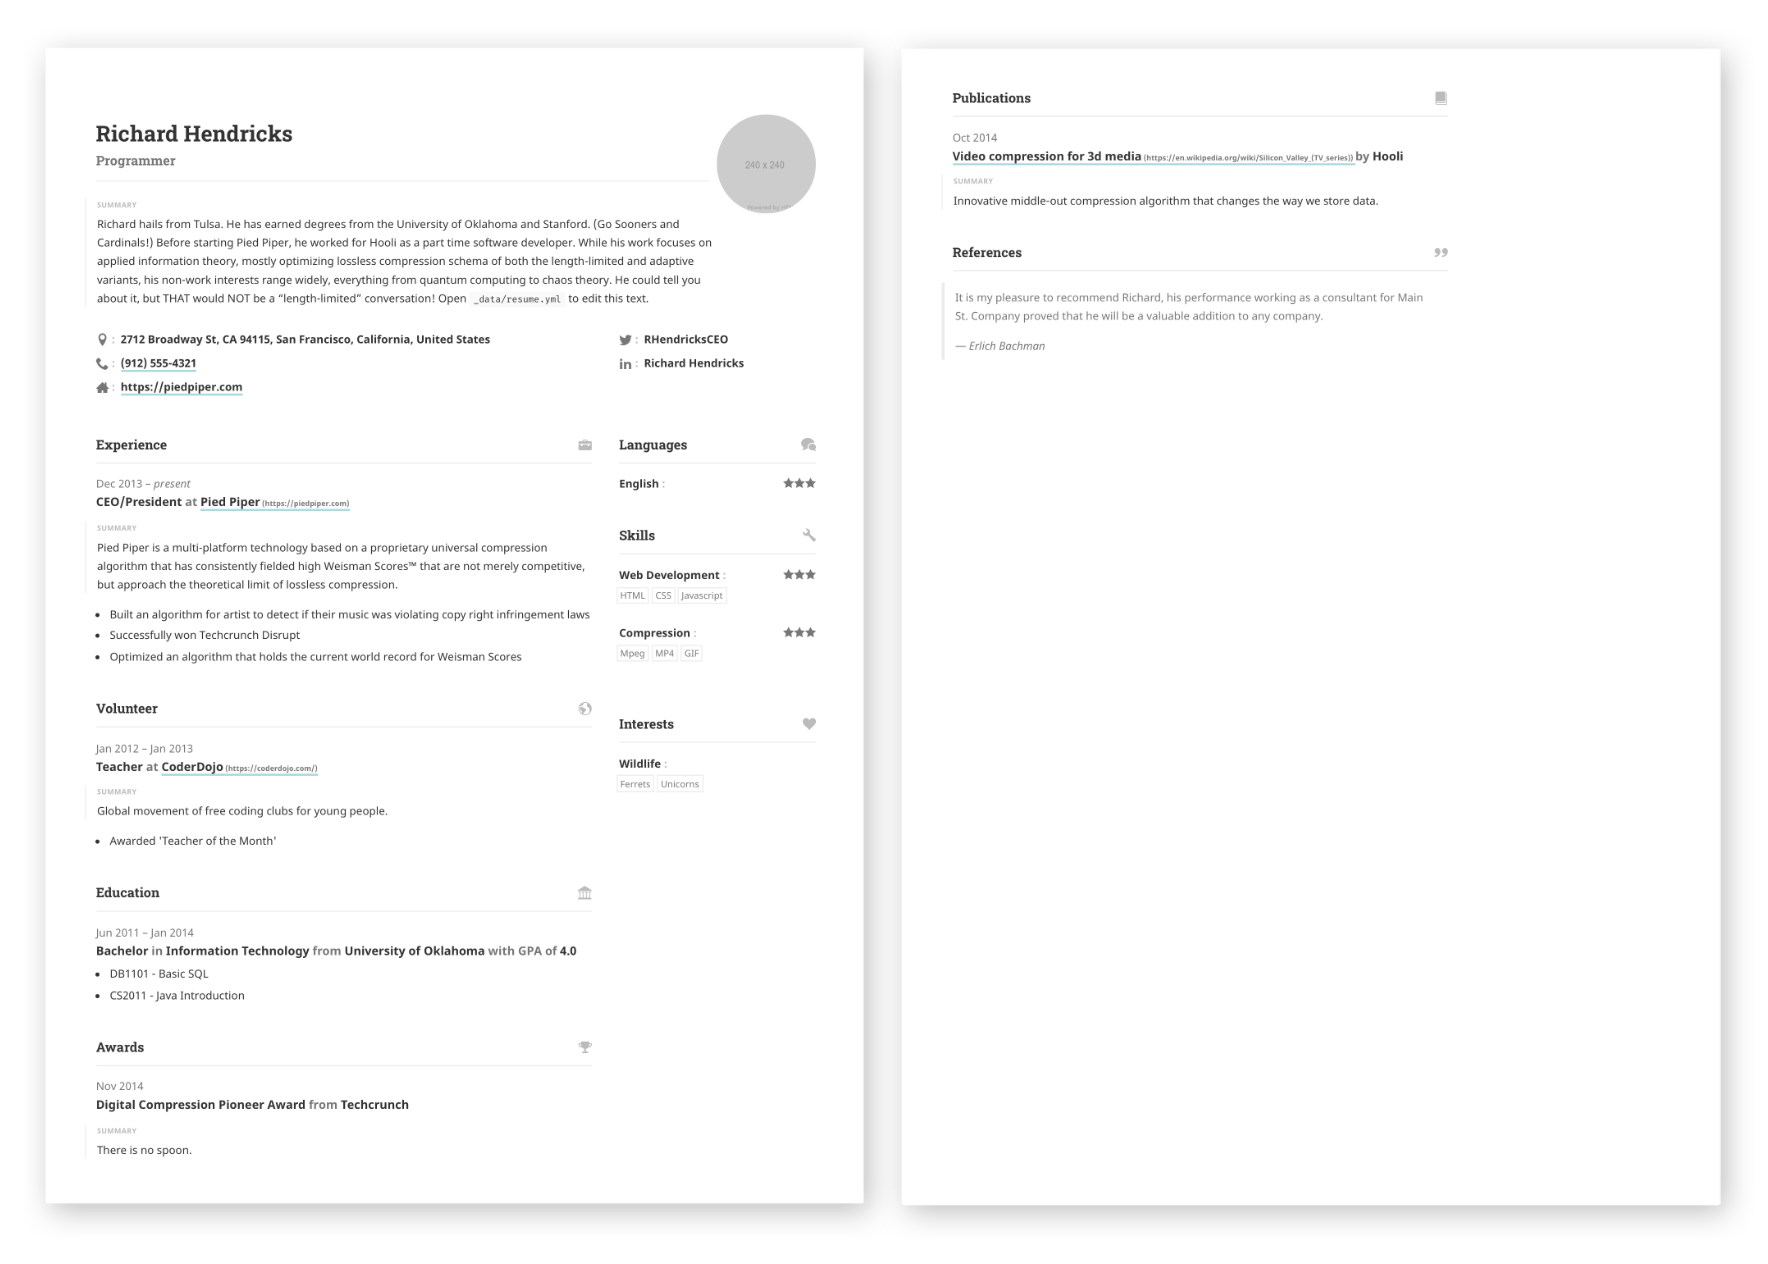 Richard Hendricks
Programmer
240 x 240
SUMMARY
Richard hails from Tulsa. He has earned degrees from the University of Oklahoma and Stanford. (Go Sooners and
Cardinals!) Before starting Pied Piper, he worked for Hooli as a part time software developer. While his work focuses on
applied information theory, mostly optimizing lossless compression schema of both the length-limited and adaptive
variants, his non-work interests range widely, everything from quantum computing to chaos theory. He could tell you
about it, but THAT would NOT be a “length-limited” conversation! Open _data/resume.yml to edit this text.
: 2712 Broadway St, CA 94115, San Francisco, California, United States
: (912) 555-4321
: https://piedpiper.com
: RHendricksCEO
: Richard Hendricks
Experience
Dec 2013 – present
CEO/President at Pied Piper (https://piedpiper.com)
SUMMARY
Pied Piper is a multi-platform technology based on a proprietary universal compression
algorithm that has consistently fielded high Weisman Scores™ that are not merely competitive,
but approach the theoretical limit of lossless compression.
• Built an algorithm for artist to detect if their music was violating copy right infringement laws
• Successfully won Techcrunch Disrupt
• Optimized an algorithm that holds the current world record for Weisman Scores
Volunteer
Jan 2012 – Jan 2013
Teacher at CoderDojo (https://coderdojo.com/)
SUMMARY
Global movement of free coding clubs for young people.
• Awarded 'Teacher of the Month'
Education
Jun 2011 – Jan 2014
Bachelor in Information Technology from University of Oklahoma with GPA of 4.0
• DB1101 - Basic SQL
• CS2011 - Java Introduction
Awards
Nov 2014
Digital Compression Pioneer Award from Techcrunch
SUMMARY
There is no spoon.
Languages
English :
Skills
Web Development :
HTML CSS Javascript
Compression :
Mpeg MP4 GIF
Interests
Wildlife :
Ferrets Unicorns
Publications
Oct 2014
Video compression for 3d media (https://en.wikipedia.org/wiki/Silicon_Valley_(TV_series)) by Hooli
SUMMARY
Innovative middle-out compression algorithm that changes the way we store data.
References
It is my pleasure to recommend Richard, his performance working as a consultant for Main
St. Company proved that he will be a valuable addition to any company.
— Erlich Bachman